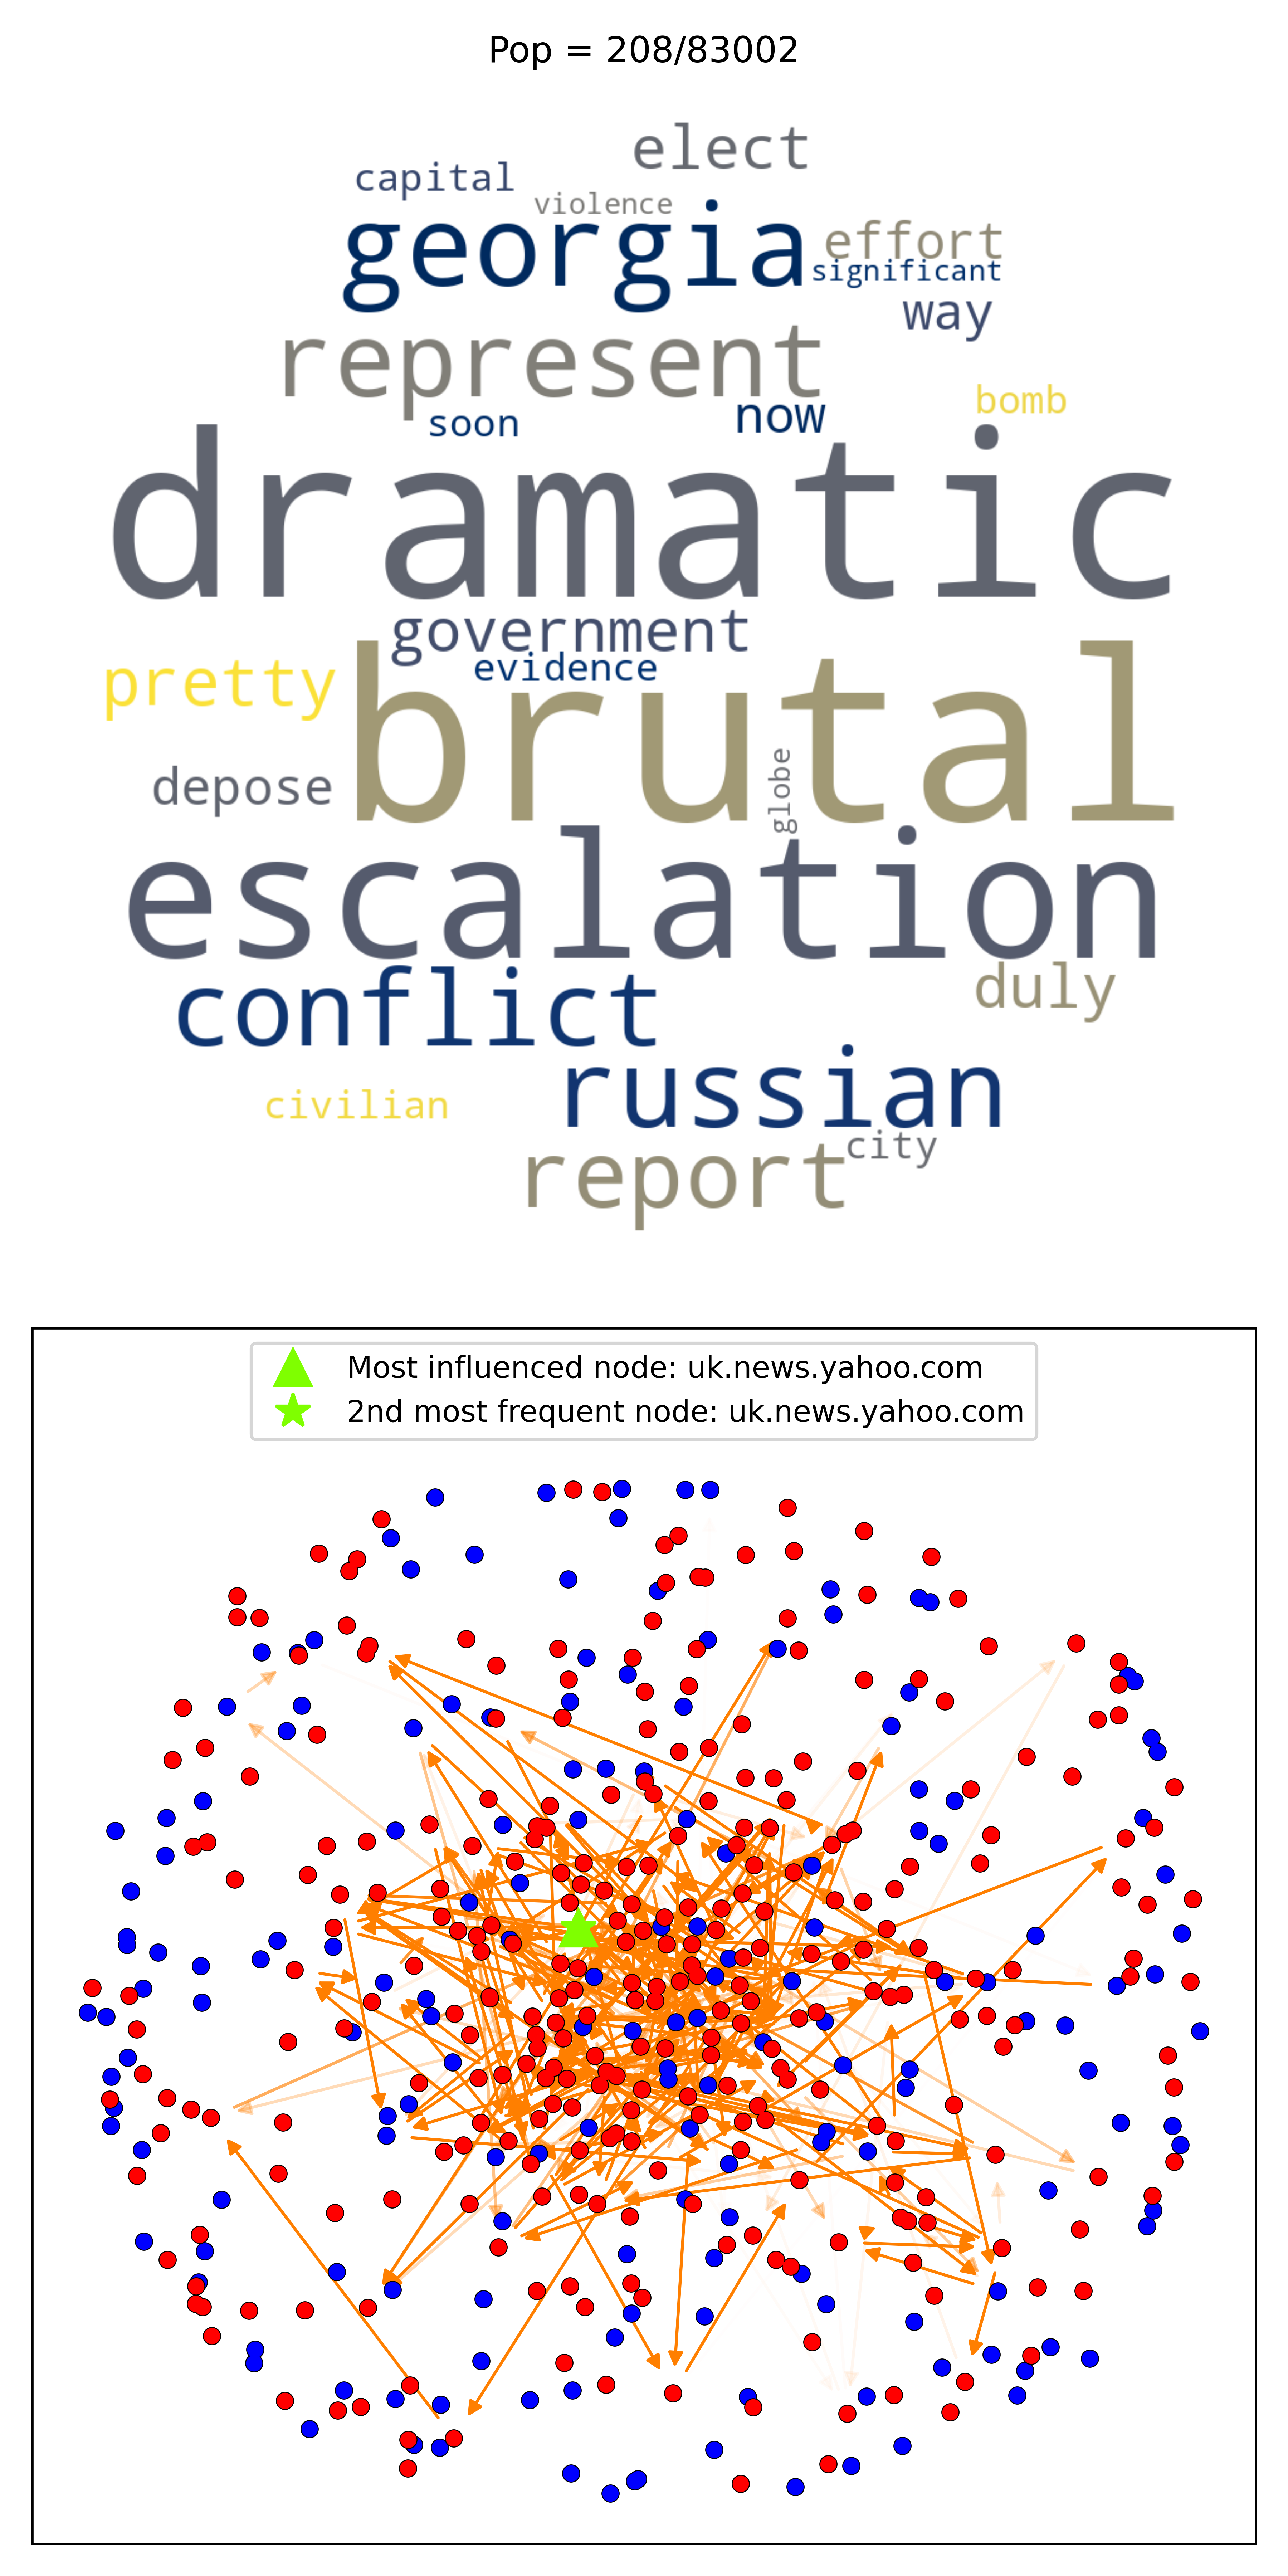 Pop = 208/83002
elect
capital
violence
georgia
effort
significant
way
represent
bomb
soon
now
dramatic
government
evidence
pretty
brutal
depose
globe
escalation
conflict
duly
russian
civilian
city
report
Most influenced node: uk.news.yahoo.com
2nd most frequent node: uk.news.yahoo.com